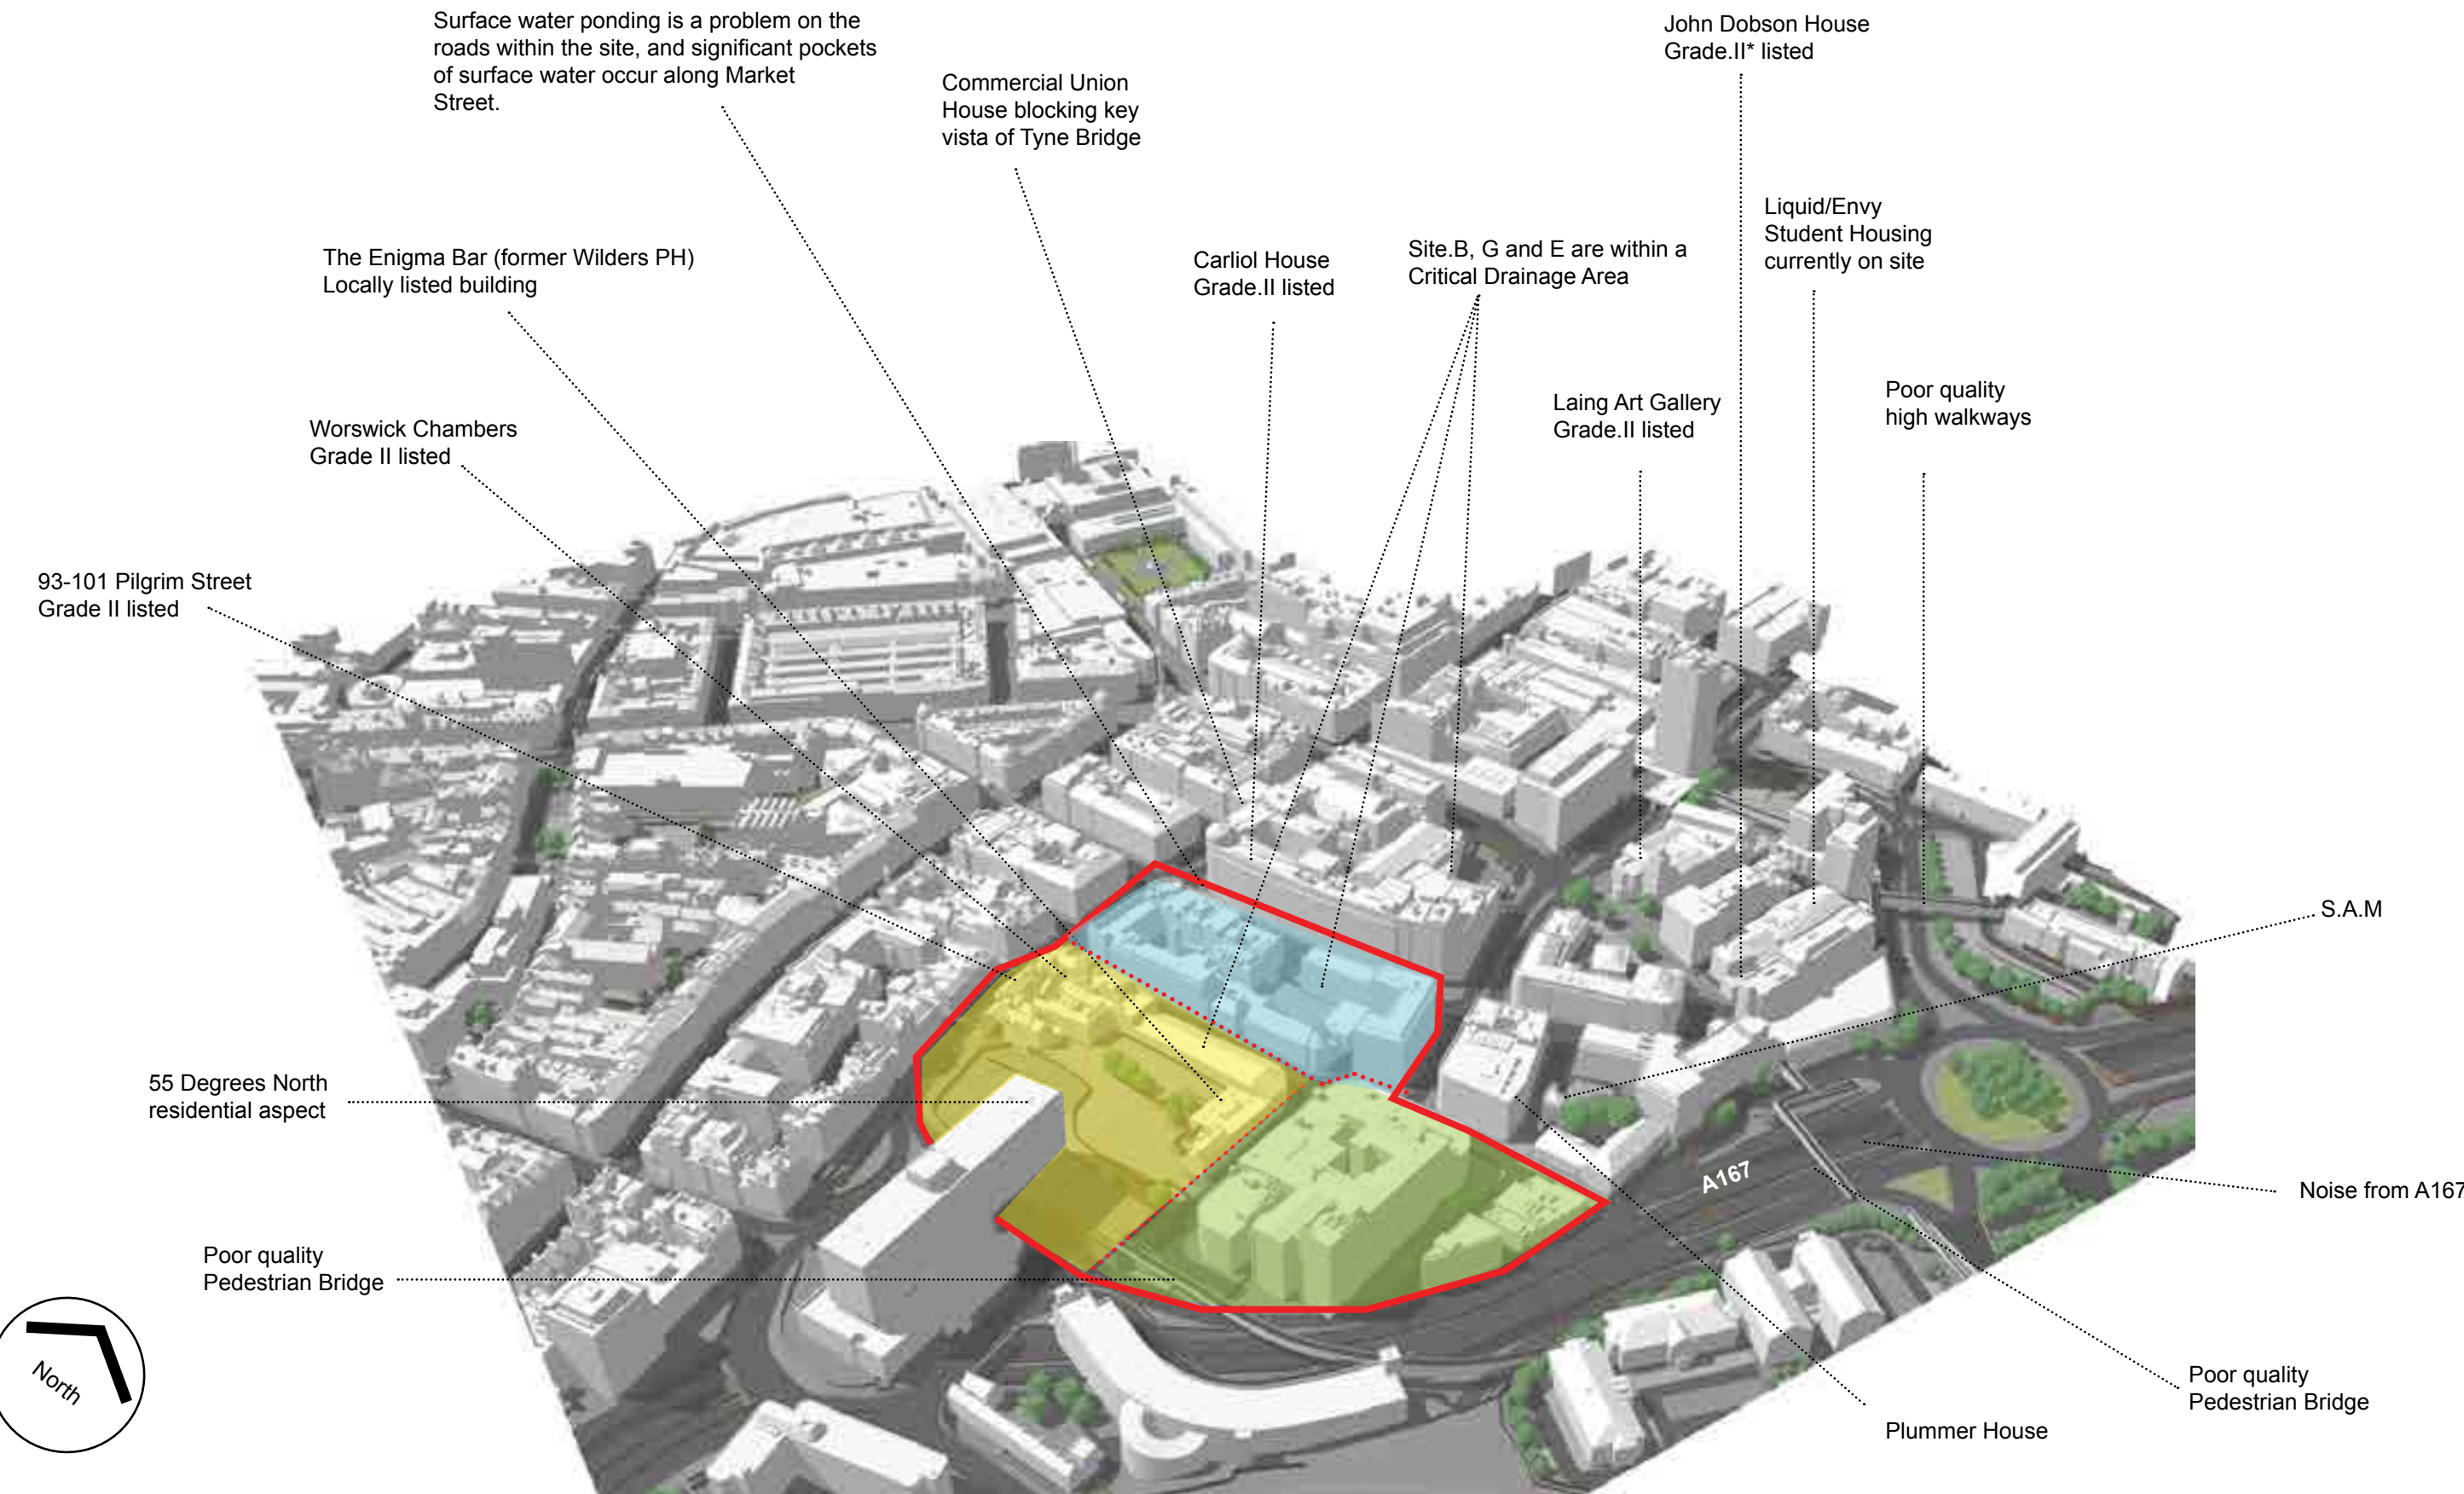 Surface water ponding is a problem on the
roads within the site, and significant pockets
of surface water occur along Market
Street.
John Dobson House
Grade.II* listed
Commercial Union
House blocking key
vista of Tyne Bridge
Liquid/Envy
Student Housing
currently on site
The Enigma Bar (former Wilders PH)
Locally listed building
Carliol House
Grade.II listed
Site.B, G and E are within a
Critical Drainage Area
Laing Art Gallery
Grade.II listed
Poor quality
high walkways
Worswick Chambers
Grade II listed
93-101 Pilgrim Street
Grade II listed
S.A.M
55 Degrees North
residential aspect
A167
Noise from A167
Poor quality
Pedestrian Bridge
North
Poor quality
Pedestrian Bridge
Plummer House